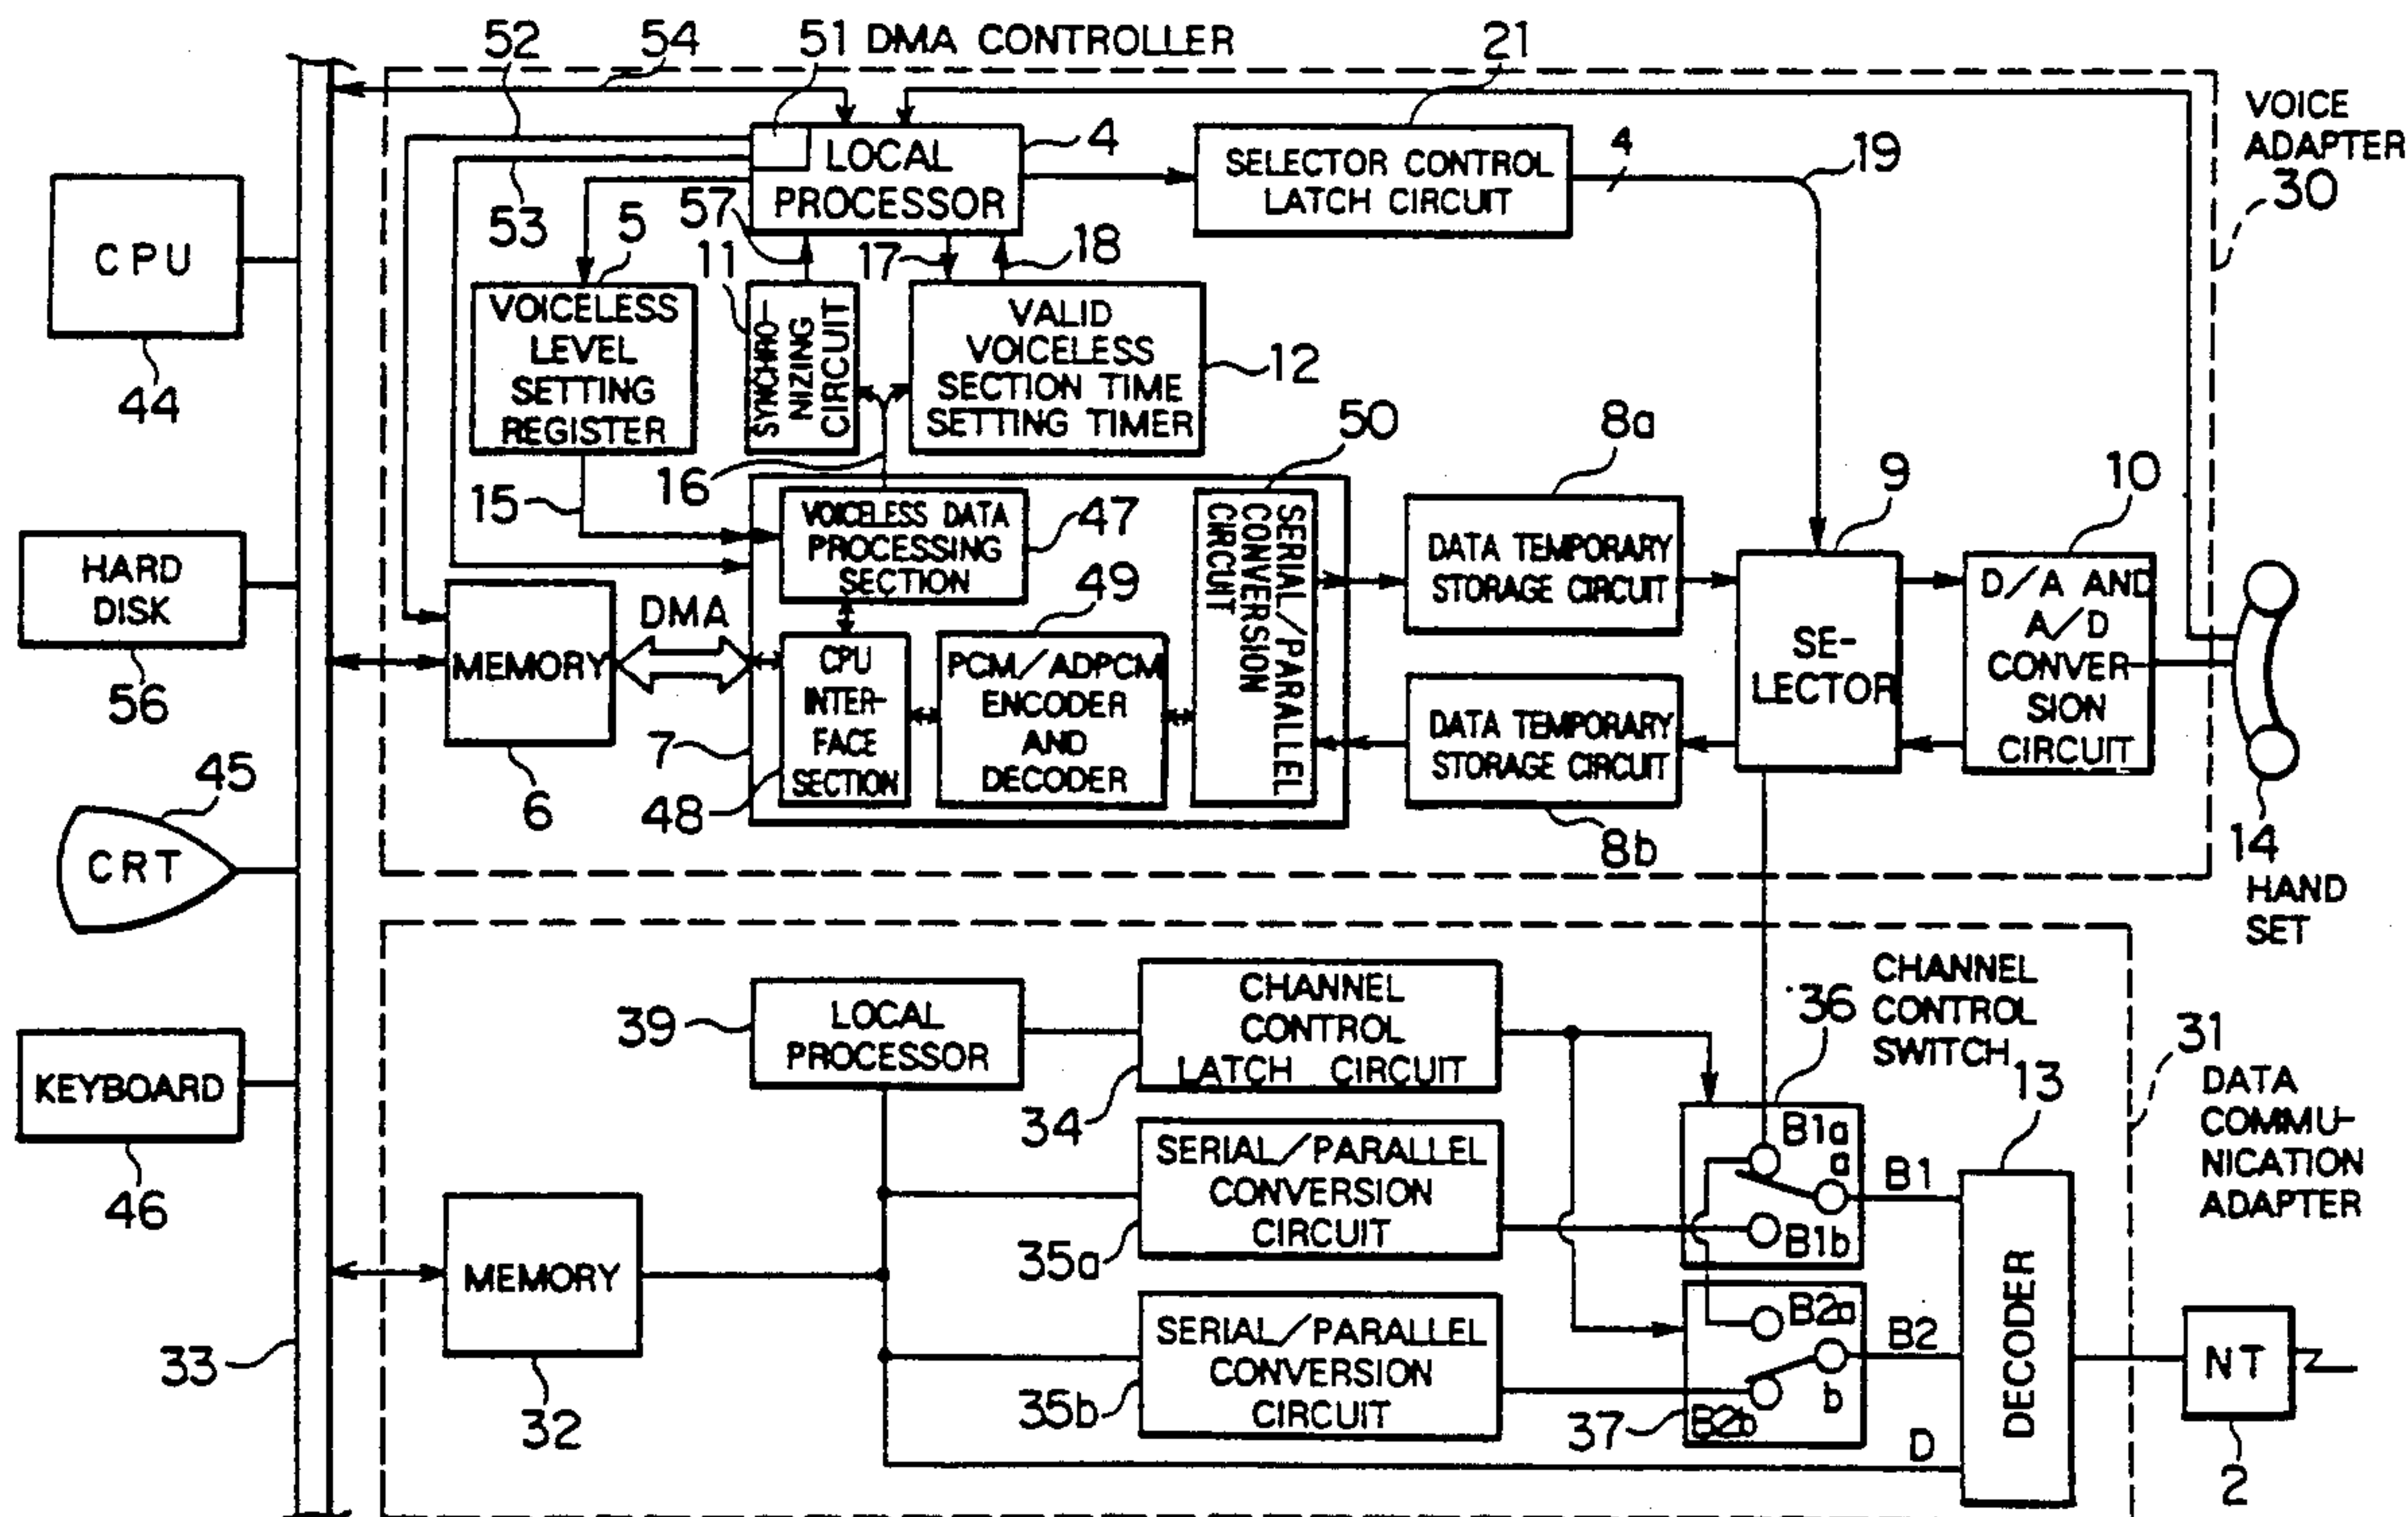 52
54
51 DMA CONTROLLER
21
VOICE
ADAPTER
30
LOCAL
PROCESSOR
4
SELECTOR CONTROL
LATCH CIRCUIT
4
19
CPU
44
53
5
57
11
17
18
VOICELESS
LEVEL
SETTING
REGISTER
SYNCHRO-
NIZING
CIRCUIT
VALID
VOICELESS
SECTION TIME
SETTING TIMER
12
15
16
50
8a
9
10
HARD
DISK
56
VOICELESS DATA
PROCESSING
SECTION
47
SERIAL/PARALLEL
CONVERSION
CIRCUIT
DATA TEMPORARY
STORAGE CIRCUIT
SE-
LECTOR
D/A AND
A/D
CONVER-
SION
CIRCUIT
DMA
49
MEMORY
6
CPU
INTER-
FACE
SECTION
PCM/ADPCM
ENCODER
AND
DECODER
7
48
DATA TEMPORARY
STORAGE CIRCUIT
8b
14
HAND
SET
45
CRT
KEYBOARD
46
39
LOCAL
PROCESSOR
CHANNEL
CONTROL
LATCH CIRCUIT
34
36
CHANNEL
CONTROL
SWITCH
13
31
DATA
COMMU-
NICATION
ADAPTER
SERIAL/PARALLEL
CONVERSION
CIRCUIT
35a
B1a
a
B1
B1b
MEMORY
32
33
SERIAL/PARALLEL
CONVERSION
CIRCUIT
35b
B2a
B2
b
B2b
37
D
DECODER
NT
2